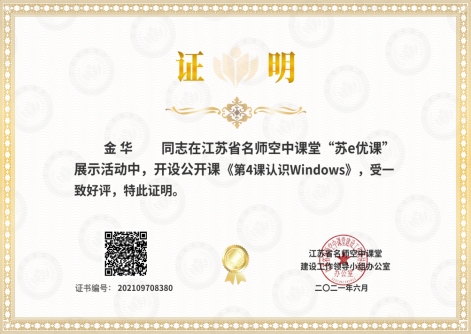 证 明
金 华 同志在江苏省名师空中课堂“苏e优课”
展示活动中，开设公开课《第4课认识Windows》，受一
致好评，特此证明。
江苏省名师空中课堂
建设工作领导小组办公室
证书编号： 202109708380
二〇二一年六月